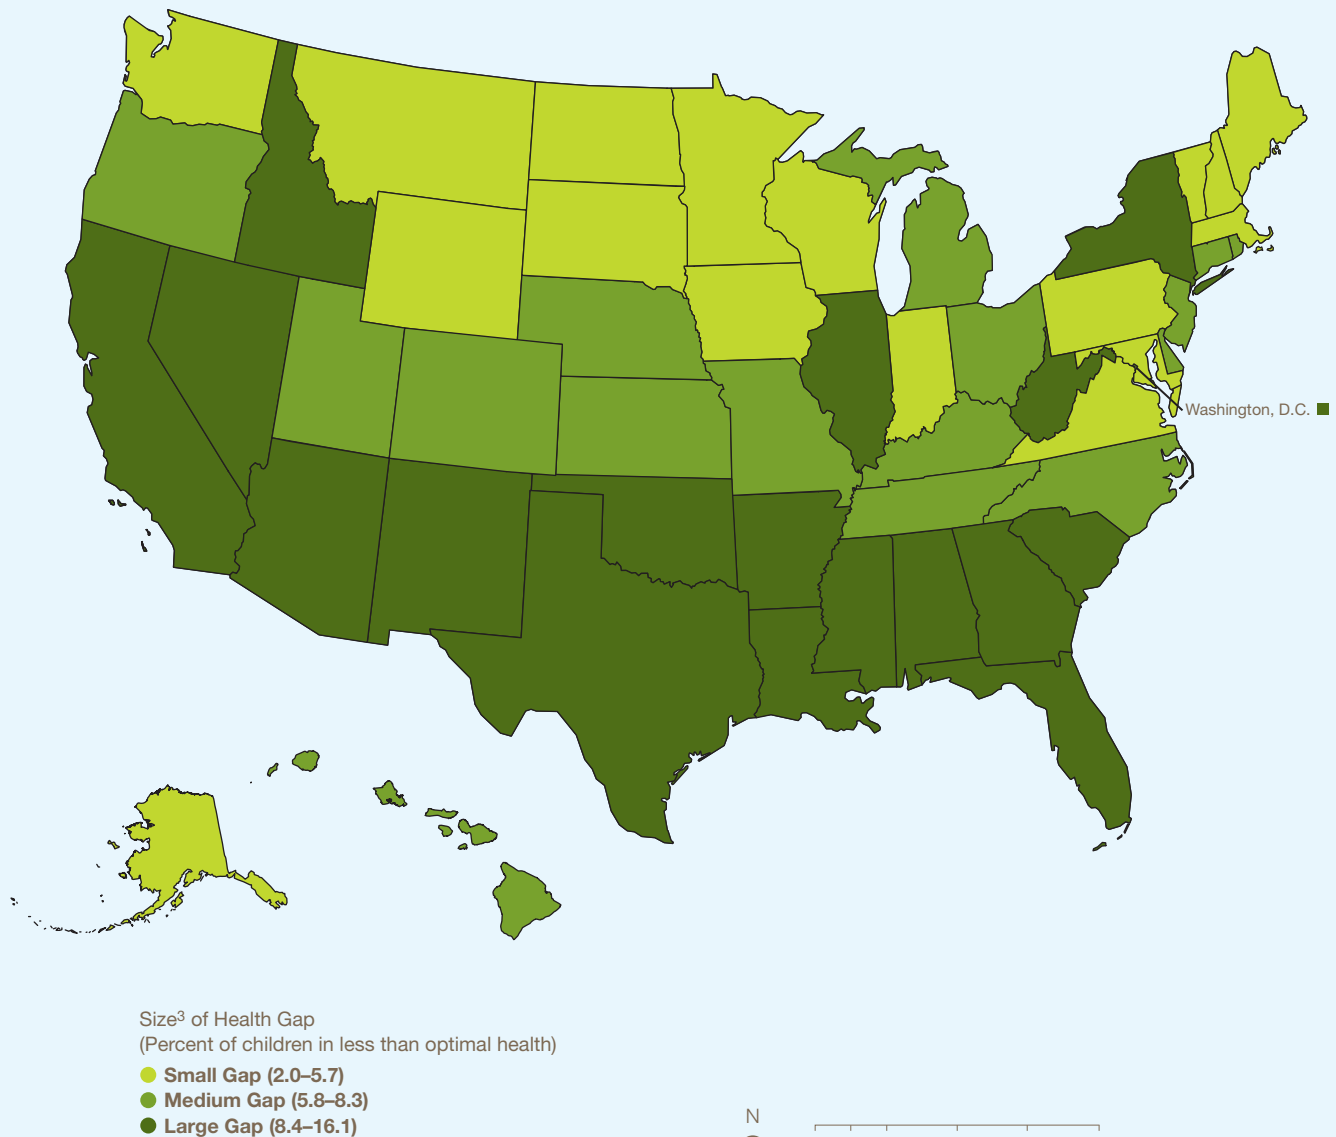 Washington, D.C.
Size³ of Health Gap
(Percent of children in less than optimal health)
Small Gap (2.0–5.7)
Medium Gap (5.8–8.3)
Large Gap (8.4–16.1)
N